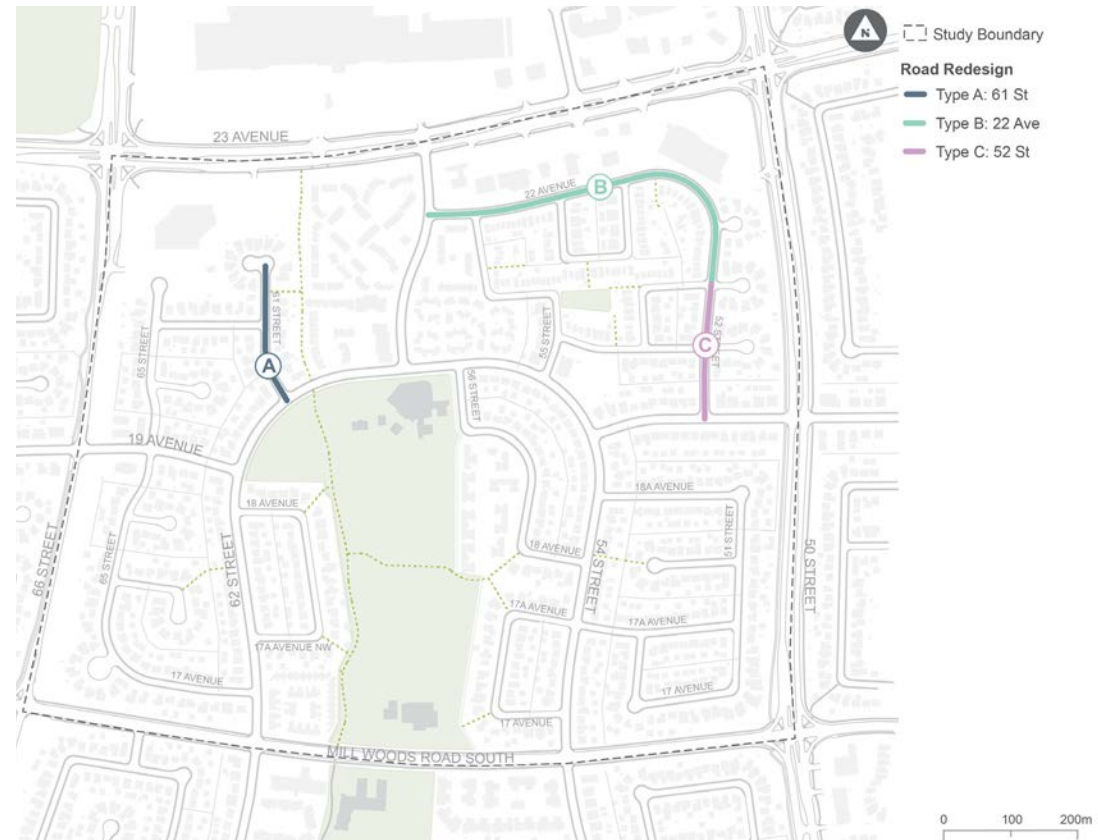 N
Study Boundary
Road Redesign
Type A: 61 St
Type B: 22 Ave
Type C: 52 St
23 AVENUE
22 AVENUE
B
61 STREET
65 STREET
55 STREET
52 STREET
C
A
56 STREET
19 AVENUE
18A AVENUE
18 AVENUE
51 STREET
66 STREET
65 STREET
62 STREET
18 AVENUE
54 STREET
50 STREET
17A AVENUE
17A AVENUE
17A AVENUE NW
17 AVENUE
17 AVENUE
17 AVENUE
MILL WOODS ROAD SOUTH
0 100 200m